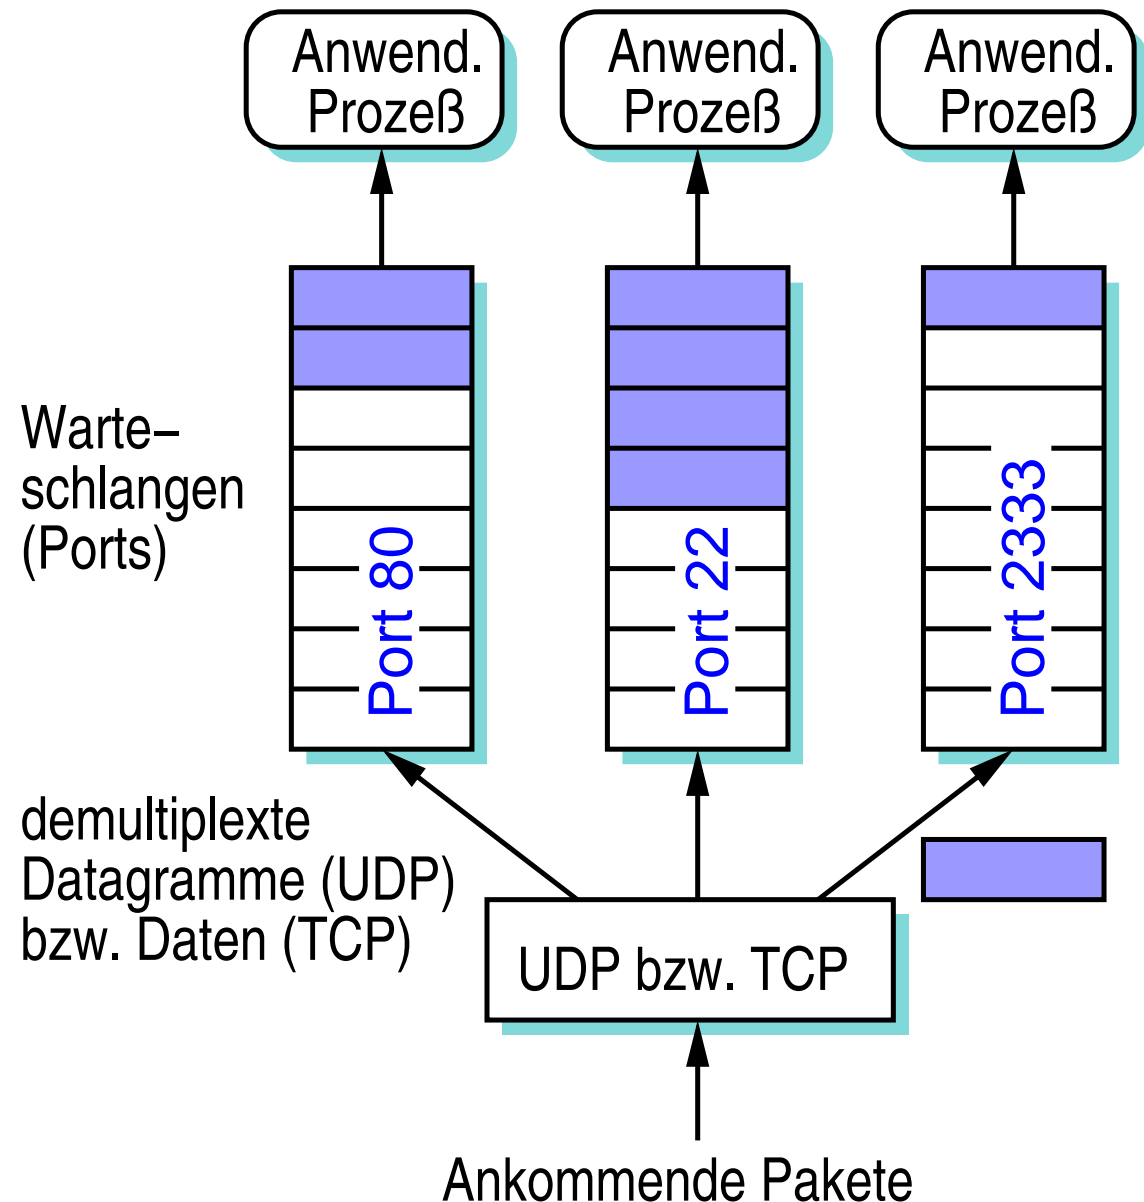 Anwend.
Prozeß
Anwend.
Prozeß
Anwend.
Prozeß
Warte–
schlangen
(Ports)
Port 80
Port 22
Port 2333
demultiplexte
Datagramme (UDP)
bzw. Daten (TCP)
UDP bzw. TCP
Ankommende Pakete